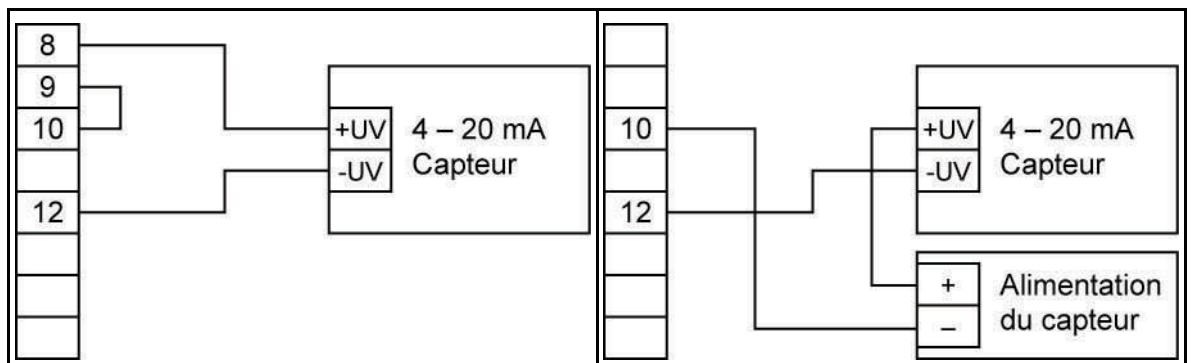 8
9
10
12
+UV
-UV
4 – 20 mA
Capteur
10
12
+UV
-UV
4 – 20 mA
Capteur
+
–
Alimentation
du capteur